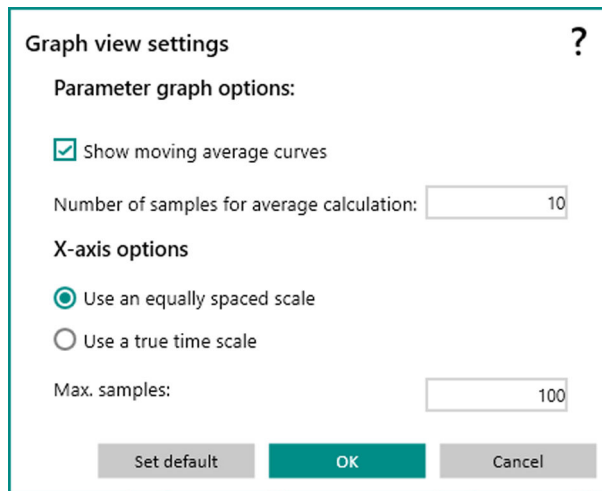 Graph view settings ?
Parameter graph options:
Show moving average curves
Number of samples for average calculation: 10
X-axis options
Use an equally spaced scale
Use a true time scale
Max. samples: 100
Set default OK Cancel